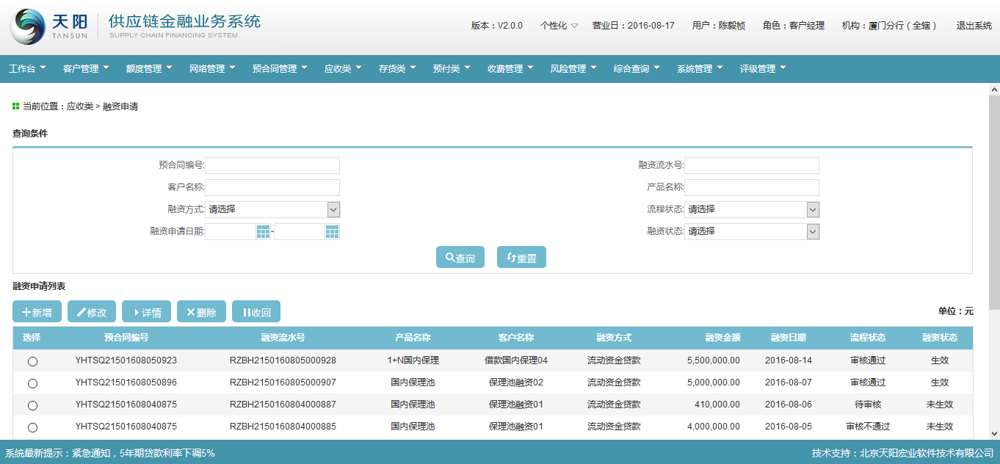 天阳 TANSUN 供应链金融业务系统 SUPPLY CHAIN FINANCING SYSTEM
版本：V2.0.0 个性化 营业日：2016-08-17 用户：陈毅桢 角色：客户经理 机构：厦门分行（全辖） 退出系统
工作台 客户管理 额度管理 网络管理 预合同管理 应收类 存货类 预付类 收费管理 风险管理 综合查询 系统管理 评级管理
当前位置：应收类 > 融资申请
查询条件
预合同编号: 融资流水号:
客户名称: 产品名称:
融资方式: 请选择 流程状态: 请选择
融资申请日期: - 融资状态: 请选择
查询 重置
融资申请列表
新增 修改 详情 删除 收回 单位：元
选择 预合同编号 融资流水号 产品名称 客户名称 融资方式 融资金额 融资日期 流程状态 融资状态
YHTSQ21501608050923 RZBH2150160805000928 1+N国内保理 借款国内保理04 流动资金贷款 5,500,000.00 2016-08-14 审核通过 生效
YHTSQ21501608050896 RZBH2150160805000907 国内保理池 保理池融资02 流动资金贷款 5,000,000.00 2016-08-07 审核通过 生效
YHTSQ21501608040875 RZBH2150160804000887 国内保理池 保理池融资01 流动资金贷款 410,000.00 2016-08-06 待审核 未生效
YHTSQ21501608040875 RZBH2150160804000885 国内保理池 保理池融资01 流动资金贷款 4,000,000.00 2016-08-05 审核不通过 未生效
系统最新提示：紧急通知，5年期贷款利率下调5% 技术支持：北京天阳宏业软件技术有限公司